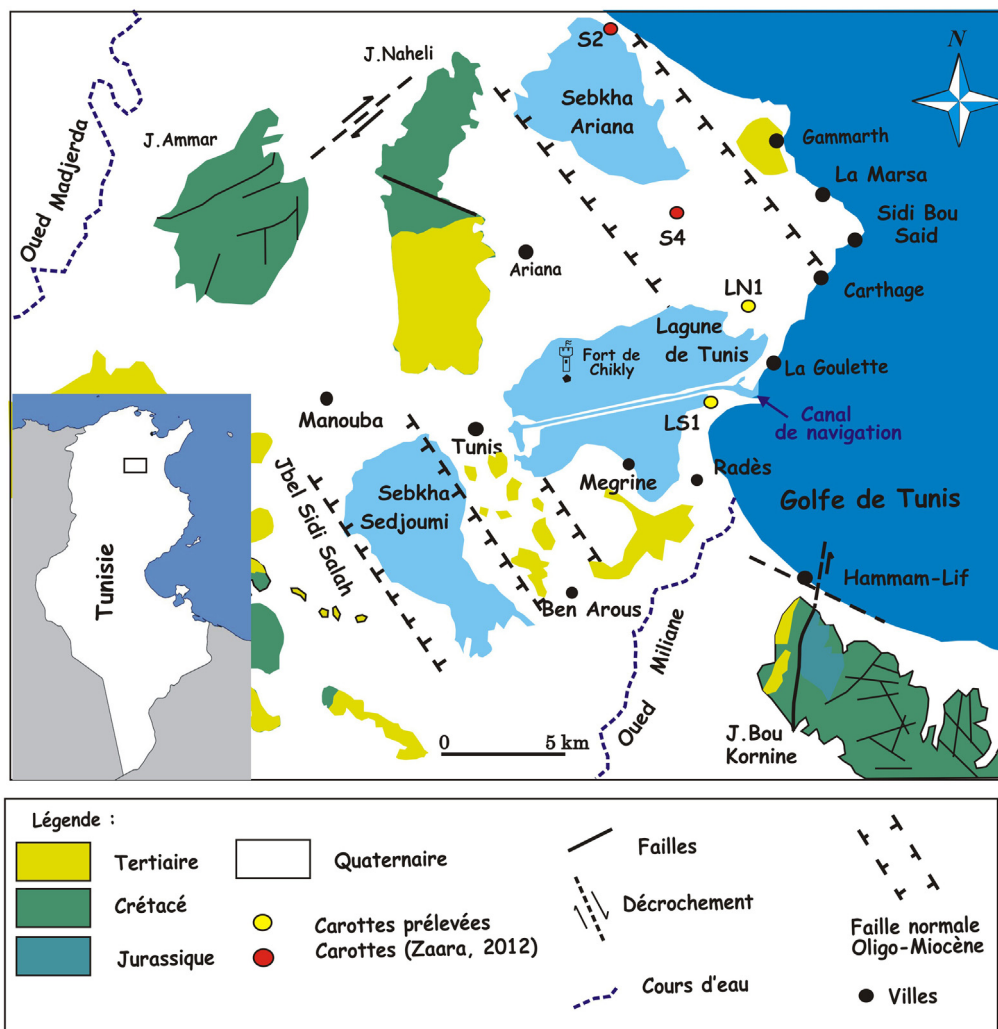 S2
N
J.Naheli
Sebkha
Ariana
J.Ammar
Gammarth
La Marsa
Oued Madjerda
Sidi Bou
Said
S4
Ariana
LN1
Carthage
Lagune
de Tunis
Fort de
Chikly
La Goulette
Manouba
LS1
Canal
de navigation
Tunis
Megrine
Radès
Sebkha
Sedjoumi
Golfe de Tunis
Jbel Sidi Salah
Tunisie
Hammam-Lif
Ben Arous
Oued Miliane
J.Bou
Kornine
0 5 km
Légende :
Tertiaire
Quaternaire
Failles
Crétacé
Carottes prélevées
Décrochement
Carottes (Zaara, 2012)
Faille normale
Oligo-Miocène
Jurassique
Cours d'eau
Villes